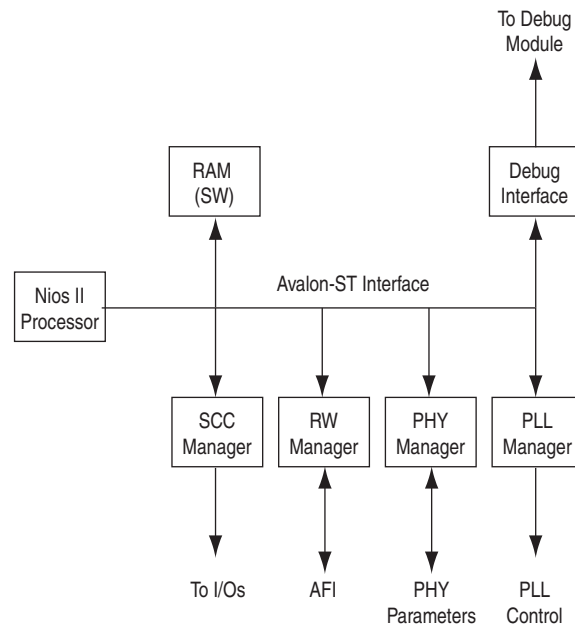 To Debug
Module
RAM
(SW)
Debug
Interface
Nios II
Processor
Avalon-ST Interface
SCC
Manager
RW
Manager
PHY
Manager
PLL
Manager
To I/Os
AFI
PHY
Parameters
PLL
Control